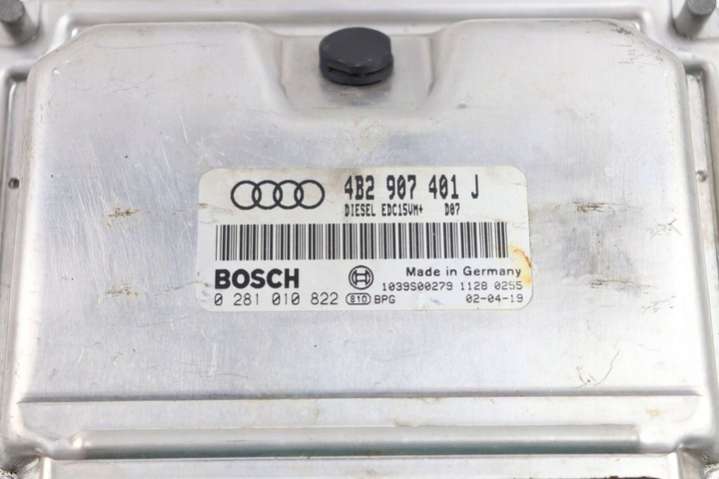 4B2 907 401 J
DIESEL EDC15VM+ D07
BOSCH
Made in Germany
1039S00279 1128 0255
0 281 010 822 810 BPG 02-04-19